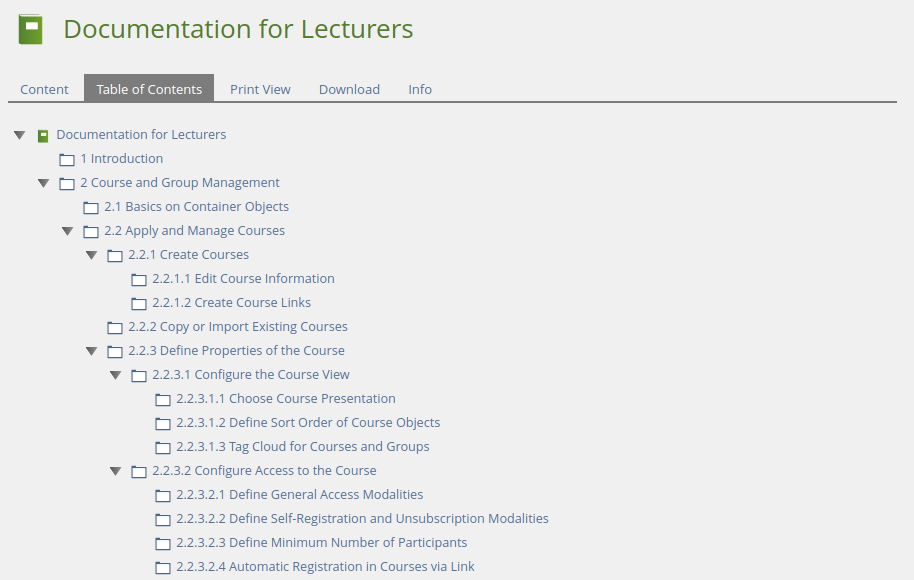 Documentation for Lecturers
Content Table of Contents Print View Download Info
Documentation for Lecturers
1 Introduction
2 Course and Group Management
2.1 Basics on Container Objects
2.2 Apply and Manage Courses
2.2.1 Create Courses
2.2.1.1 Edit Course Information
2.2.1.2 Create Course Links
2.2.2 Copy or Import Existing Courses
2.2.3 Define Properties of the Course
2.2.3.1 Configure the Course View
2.2.3.1.1 Choose Course Presentation
2.2.3.1.2 Define Sort Order of Course Objects
2.2.3.1.3 Tag Cloud for Courses and Groups
2.2.3.2 Configure Access to the Course
2.2.3.2.1 Define General Access Modalities
2.2.3.2.2 Define Self-Registration and Unsubscription Modalities
2.2.3.2.3 Define Minimum Number of Participants
2.2.3.2.4 Automatic Registration in Courses via Link